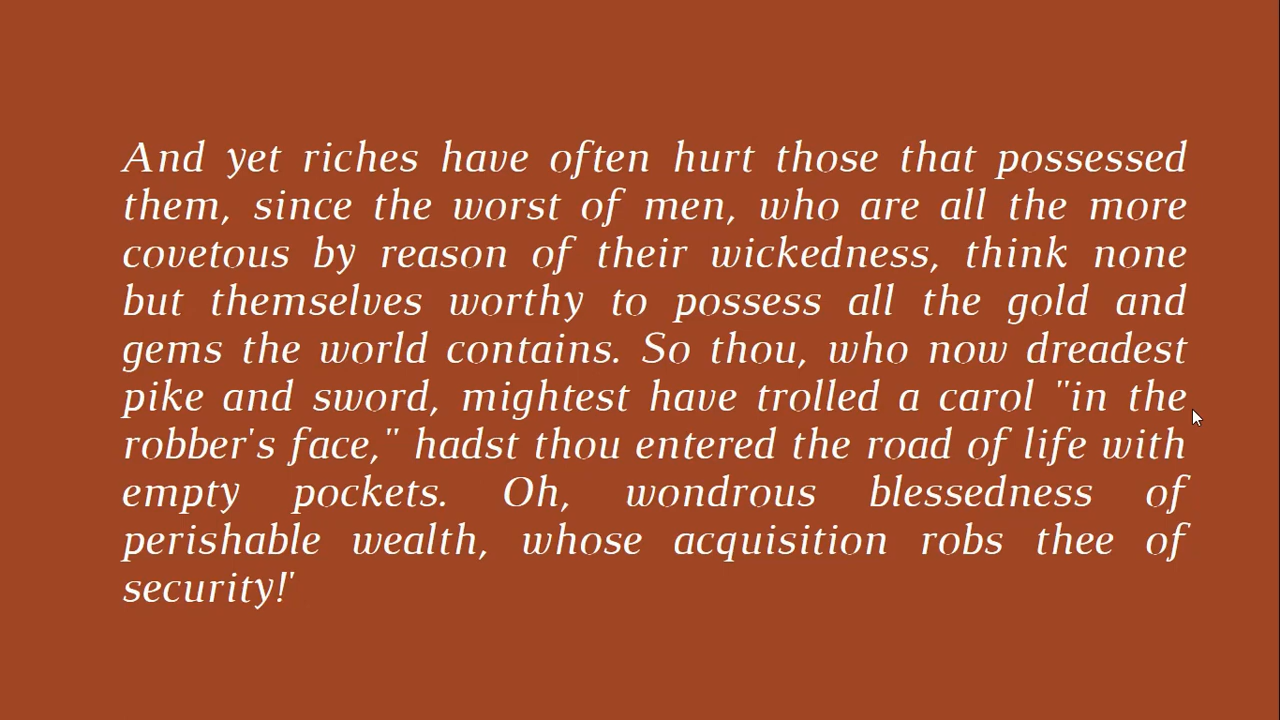 And yet riches have often hurt those that possessed
them, since the worst of men, who are all the more
covetous by reason of their wickedness, think none
but themselves worthy to possess all the gold and
gems the world contains. So thou, who now dreadest
pike and sword, mightest have trolled a carol "in the
robber's face," hadst thou entered the road of life with
empty pockets. Oh, wondrous blessedness of
perishable wealth, whose acquisition robs thee of
security!'